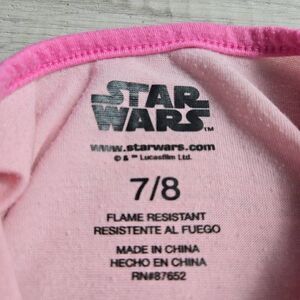 STAR
WARS™
www.starwars.com
© & ™ Lucasfilm Ltd.
7/8
FLAME RESISTANT
RESISTENTE AL FUEGO
MADE IN CHINA
HECHO EN CHINA
RN#87652